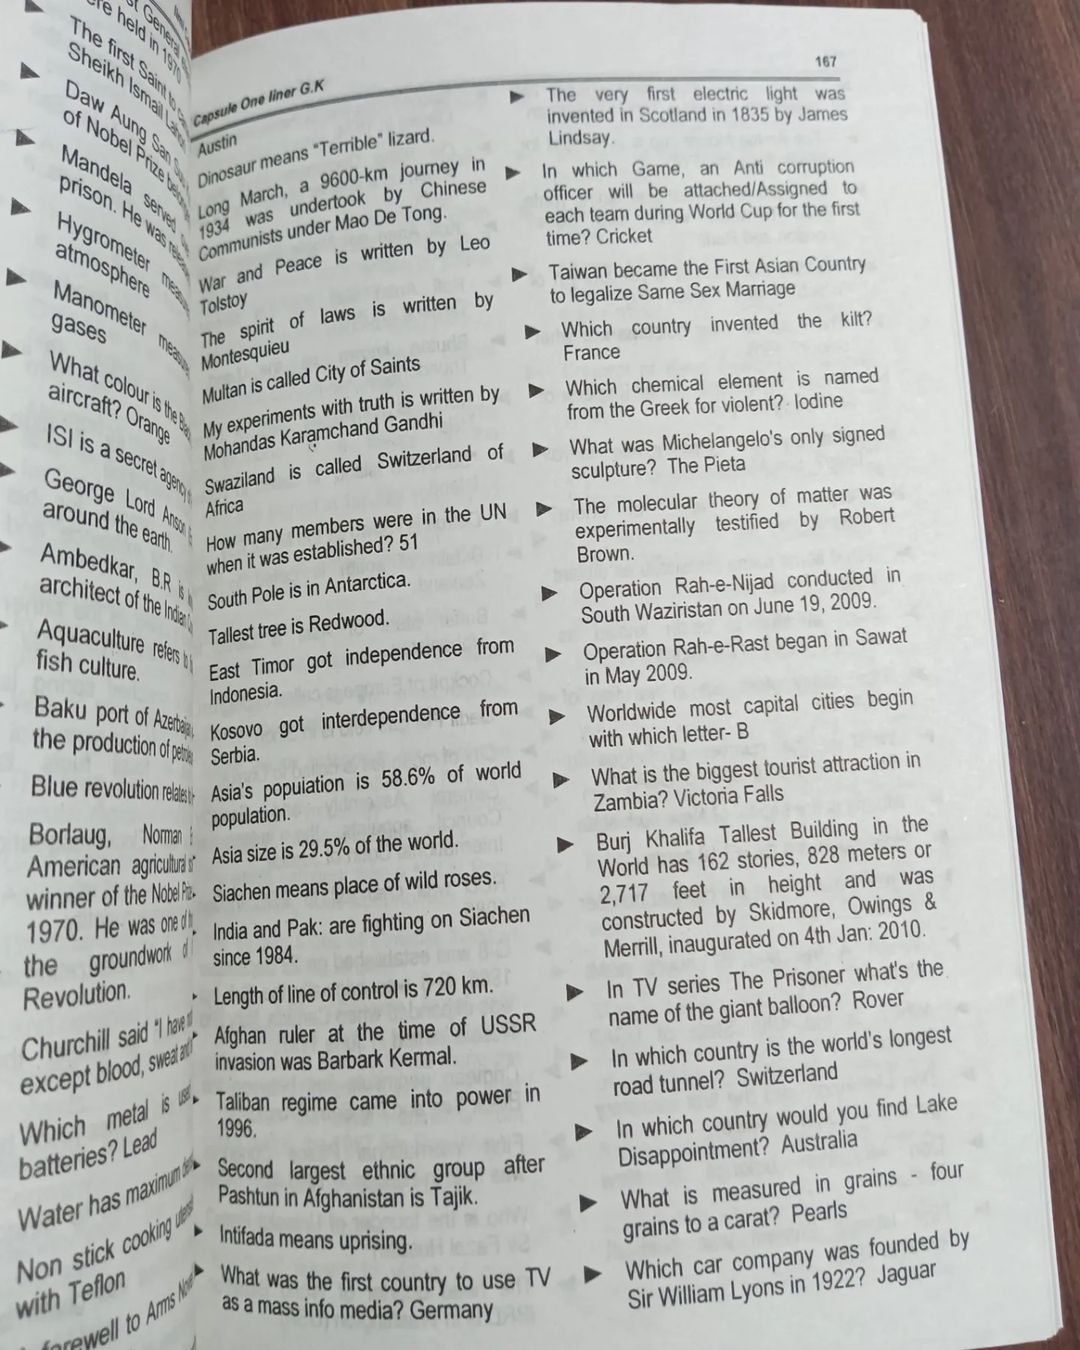 were held in 1970
The first Saint to
Sheikh Ismail
Daw Aung San
of Nobel Prize
Mandela served
prison. He was
Hygrometer
atmosphere
Manometer
gases
What colour is the
aircraft? Orange
ISI is a secret agency
George Lord Anson
around the earth.
Ambedkar, B.R is
architect of the Indian
Aquaculture refers to
fish culture.
Baku port of
the production of
Blue revolution relates
Borlaug, Norman
American agricultural
winner of the Nobel
1970. He was one of
the groundwork of
Revolution.
Churchill said "I have
except blood, sweat and
Which metal is
batteries? Lead
Water has maximum
Non stick cooking
with Teflon
farewell to Arms
Capsule One liner G.K
167
Austin
Dinosaur means "Terrible" lizard.
Long March, a 9600-km journey in
1934 was undertook by Chinese
Communists under Mao De Tong.
War and Peace is written by Leo
Tolstoy
The spirit of laws is written by
Montesquieu
Multan is called City of Saints
My experiments with truth is written by
Mohandas Karamchand Gandhi
Swaziland is called Switzerland of
Africa
How many members were in the UN
when it was established? 51
South Pole is in Antarctica.
Tallest tree is Redwood.
East Timor got independence from
Indonesia.
Kosovo got interdependence from
Serbia.
Asia's population is 58.6% of world
population.
Asia size is 29.5% of the world.
Siachen means place of wild roses.
India and Pak: are fighting on Siachen
since 1984.
Length of line of control is 720 km.
Afghan ruler at the time of USSR
invasion was Barbark Kermal.
Taliban regime came into power in
1996.
Second largest ethnic group after
Pashtun in Afghanistan is Tajik.
Intifada means uprising.
What was the first country to use TV
as a mass info media? Germany
The very first electric light was
invented in Scotland in 1835 by James
Lindsay.
In which Game, an Anti corruption
officer will be attached/Assigned to
each team during World Cup for the first
time? Cricket
Taiwan became the First Asian Country
to legalize Same Sex Marriage
Which country invented the kilt?
France
Which chemical element is named
from the Greek for violent? Iodine
What was Michelangelo's only signed
sculpture? The Pieta
The molecular theory of matter was
experimentally testified by Robert
Brown.
Operation Rah-e-Nijad conducted in
South Waziristan on June 19, 2009.
Operation Rah-e-Rast began in Sawat
in May 2009.
Worldwide most capital cities begin
with which letter- B
What is the biggest tourist attraction in
Zambia? Victoria Falls
Burj Khalifa Tallest Building in the
World has 162 stories, 828 meters or
2,717 feet in height and was
constructed by Skidmore, Owings &
Merrill, inaugurated on 4th Jan: 2010.
In TV series The Prisoner what's the
name of the giant balloon? Rover
In which country is the world's longest
road tunnel? Switzerland
In which country would you find Lake
Disappointment? Australia
What is measured in grains - four
grains to a carat? Pearls
Which car company was founded by
Sir William Lyons in 1922? Jaguar